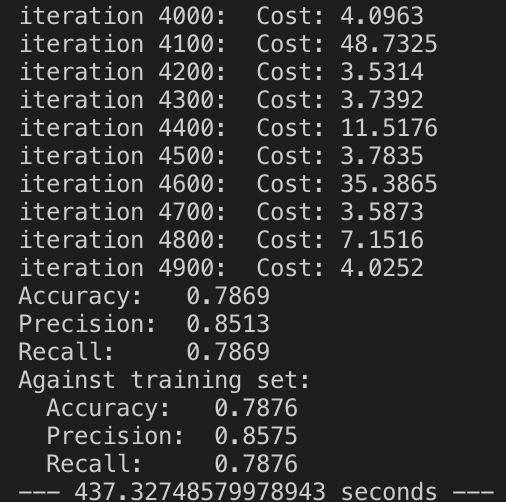 iteration 4000:  Cost: 4.0963
iteration 4100:  Cost: 48.7325
iteration 4200:  Cost: 3.5314
iteration 4300:  Cost: 3.7392
iteration 4400:  Cost: 11.5176
iteration 4500:  Cost: 3.7835
iteration 4600:  Cost: 35.3865
iteration 4700:  Cost: 3.5873
iteration 4800:  Cost: 7.1516
iteration 4900:  Cost: 4.0252
Accuracy:   0.7869
Precision:  0.8513
Recall:     0.7869
Against training set:
  Accuracy:   0.7876
  Precision:  0.8575
  Recall:     0.7876
--- 437.32748579978943 seconds ---